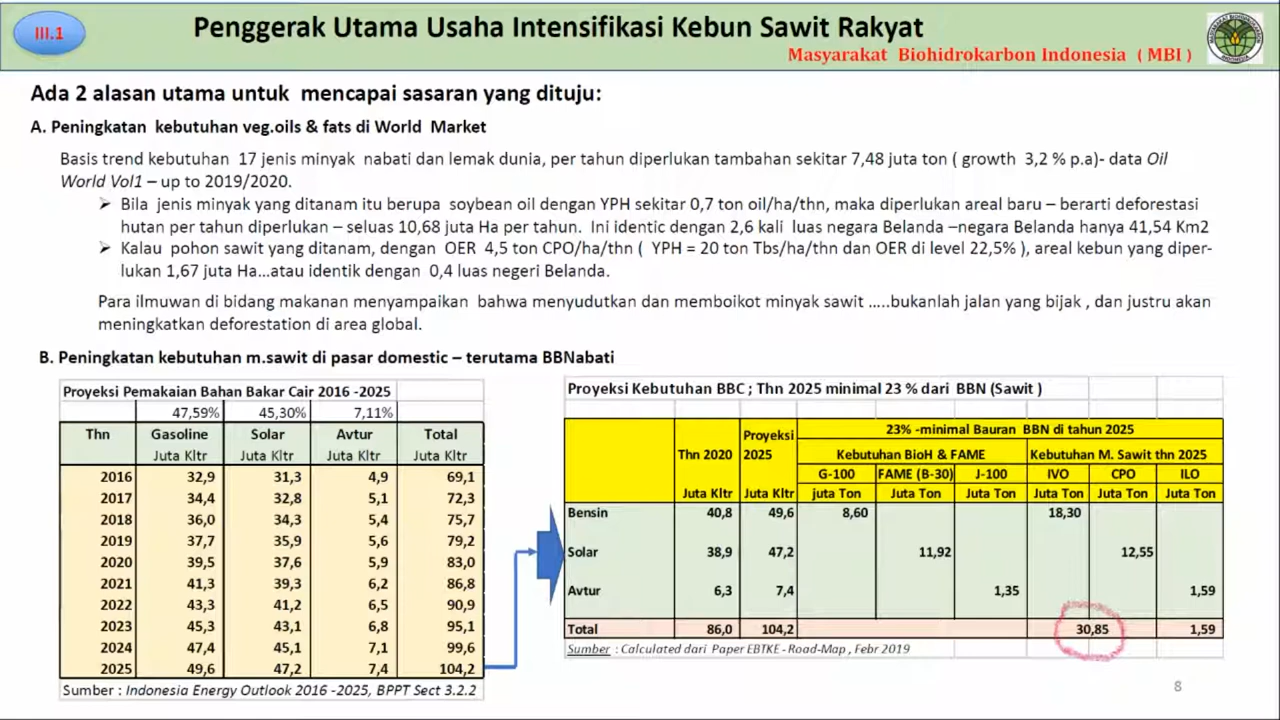 III.1
Penggerak Utama Usaha Intensifikasi Kebun Sawit Rakyat
Masyarakat Biohidrokarbon Indonesia ( MBI )
Ada 2 alasan utama untuk mencapai sasaran yang dituju:
A. Peningkatan kebutuhan veg.oils & fats di World Market
Basis trend kebutuhan 17 jenis minyak nabati dan lemak dunia, per tahun diperlukan tambahan sekitar 7,48 juta ton ( growth 3,2 % p.a)- data Oil
World Vol1 – up to 2019/2020.
➢ Bila jenis minyak yang ditanam itu berupa soybean oil dengan YPH sekitar 0,7 ton oil/ha/thn, maka diperlukan areal baru – berarti deforestasi
hutan per tahun diperlukan – seluas 10,68 juta Ha per tahun. Ini identic dengan 2,6 kali luas negara Belanda –negara Belanda hanya 41,54 Km2
➢ Kalau pohon sawit yang ditanam, dengan OER 4,5 ton CPO/ha/thn ( YPH = 20 ton Tbs/ha/thn dan OER di level 22,5% ), areal kebun yang diper-
lukan 1,67 juta Ha...atau identik dengan 0,4 luas negeri Belanda.
Para ilmuwan di bidang makanan menyampaikan bahwa menyudutkan dan memboikot minyak sawit .....bukanlah jalan yang bijak , dan justru akan
meningkatkan deforestation di area global.
B. Peningkatan kebutuhan m.sawit di pasar domestic – terutama BBNabati
Proyeksi Pemakaian Bahan Bakar Cair 2016 -2025
47,59% 45,30% 7,11%
Thn Gasoline Solar Avtur Total
Juta Kltr Juta Kltr Juta Kltr Juta Kltr
2016 32,9 31,3 4,9 69,1
2017 34,4 32,8 5,1 72,3
2018 36,0 34,3 5,4 75,7
2019 37,7 35,9 5,6 79,2
2020 39,5 37,6 5,9 83,0
2021 41,3 39,3 6,2 86,8
2022 43,3 41,2 6,5 90,9
2023 45,3 43,1 6,8 95,1
2024 47,4 45,1 7,1 99,6
2025 49,6 47,2 7,4 104,2
Sumber : Indonesia Energy Outlook 2016 -2025, BPPT Sect 3.2.2
Proyeksi Kebutuhan BBC ; Thn 2025 minimal 23 % dari BBN (Sawit )
23% -minimal Bauran BBN di tahun 2025
Thn 2020 Proyeksi 2025 Kebutuhan BioH & FAME Kebutuhan M. Sawit thn 2025
G-100 FAME (B-30) J-100 IVO CPO ILO
Juta Kltr Juta Kltr juta Ton Juta Ton Juta Ton Juta Ton Juta Ton Juta Ton
Bensin 40,8 49,6 8,60 18,30
Solar 38,9 47,2 11,92 12,55
Avtur 6,3 7,4 1,35 1,59
Total 86,0 104,2 30,85 1,59
Sumber : Calculated dari Paper EBTKE - Road-Map , Febr 2019
8